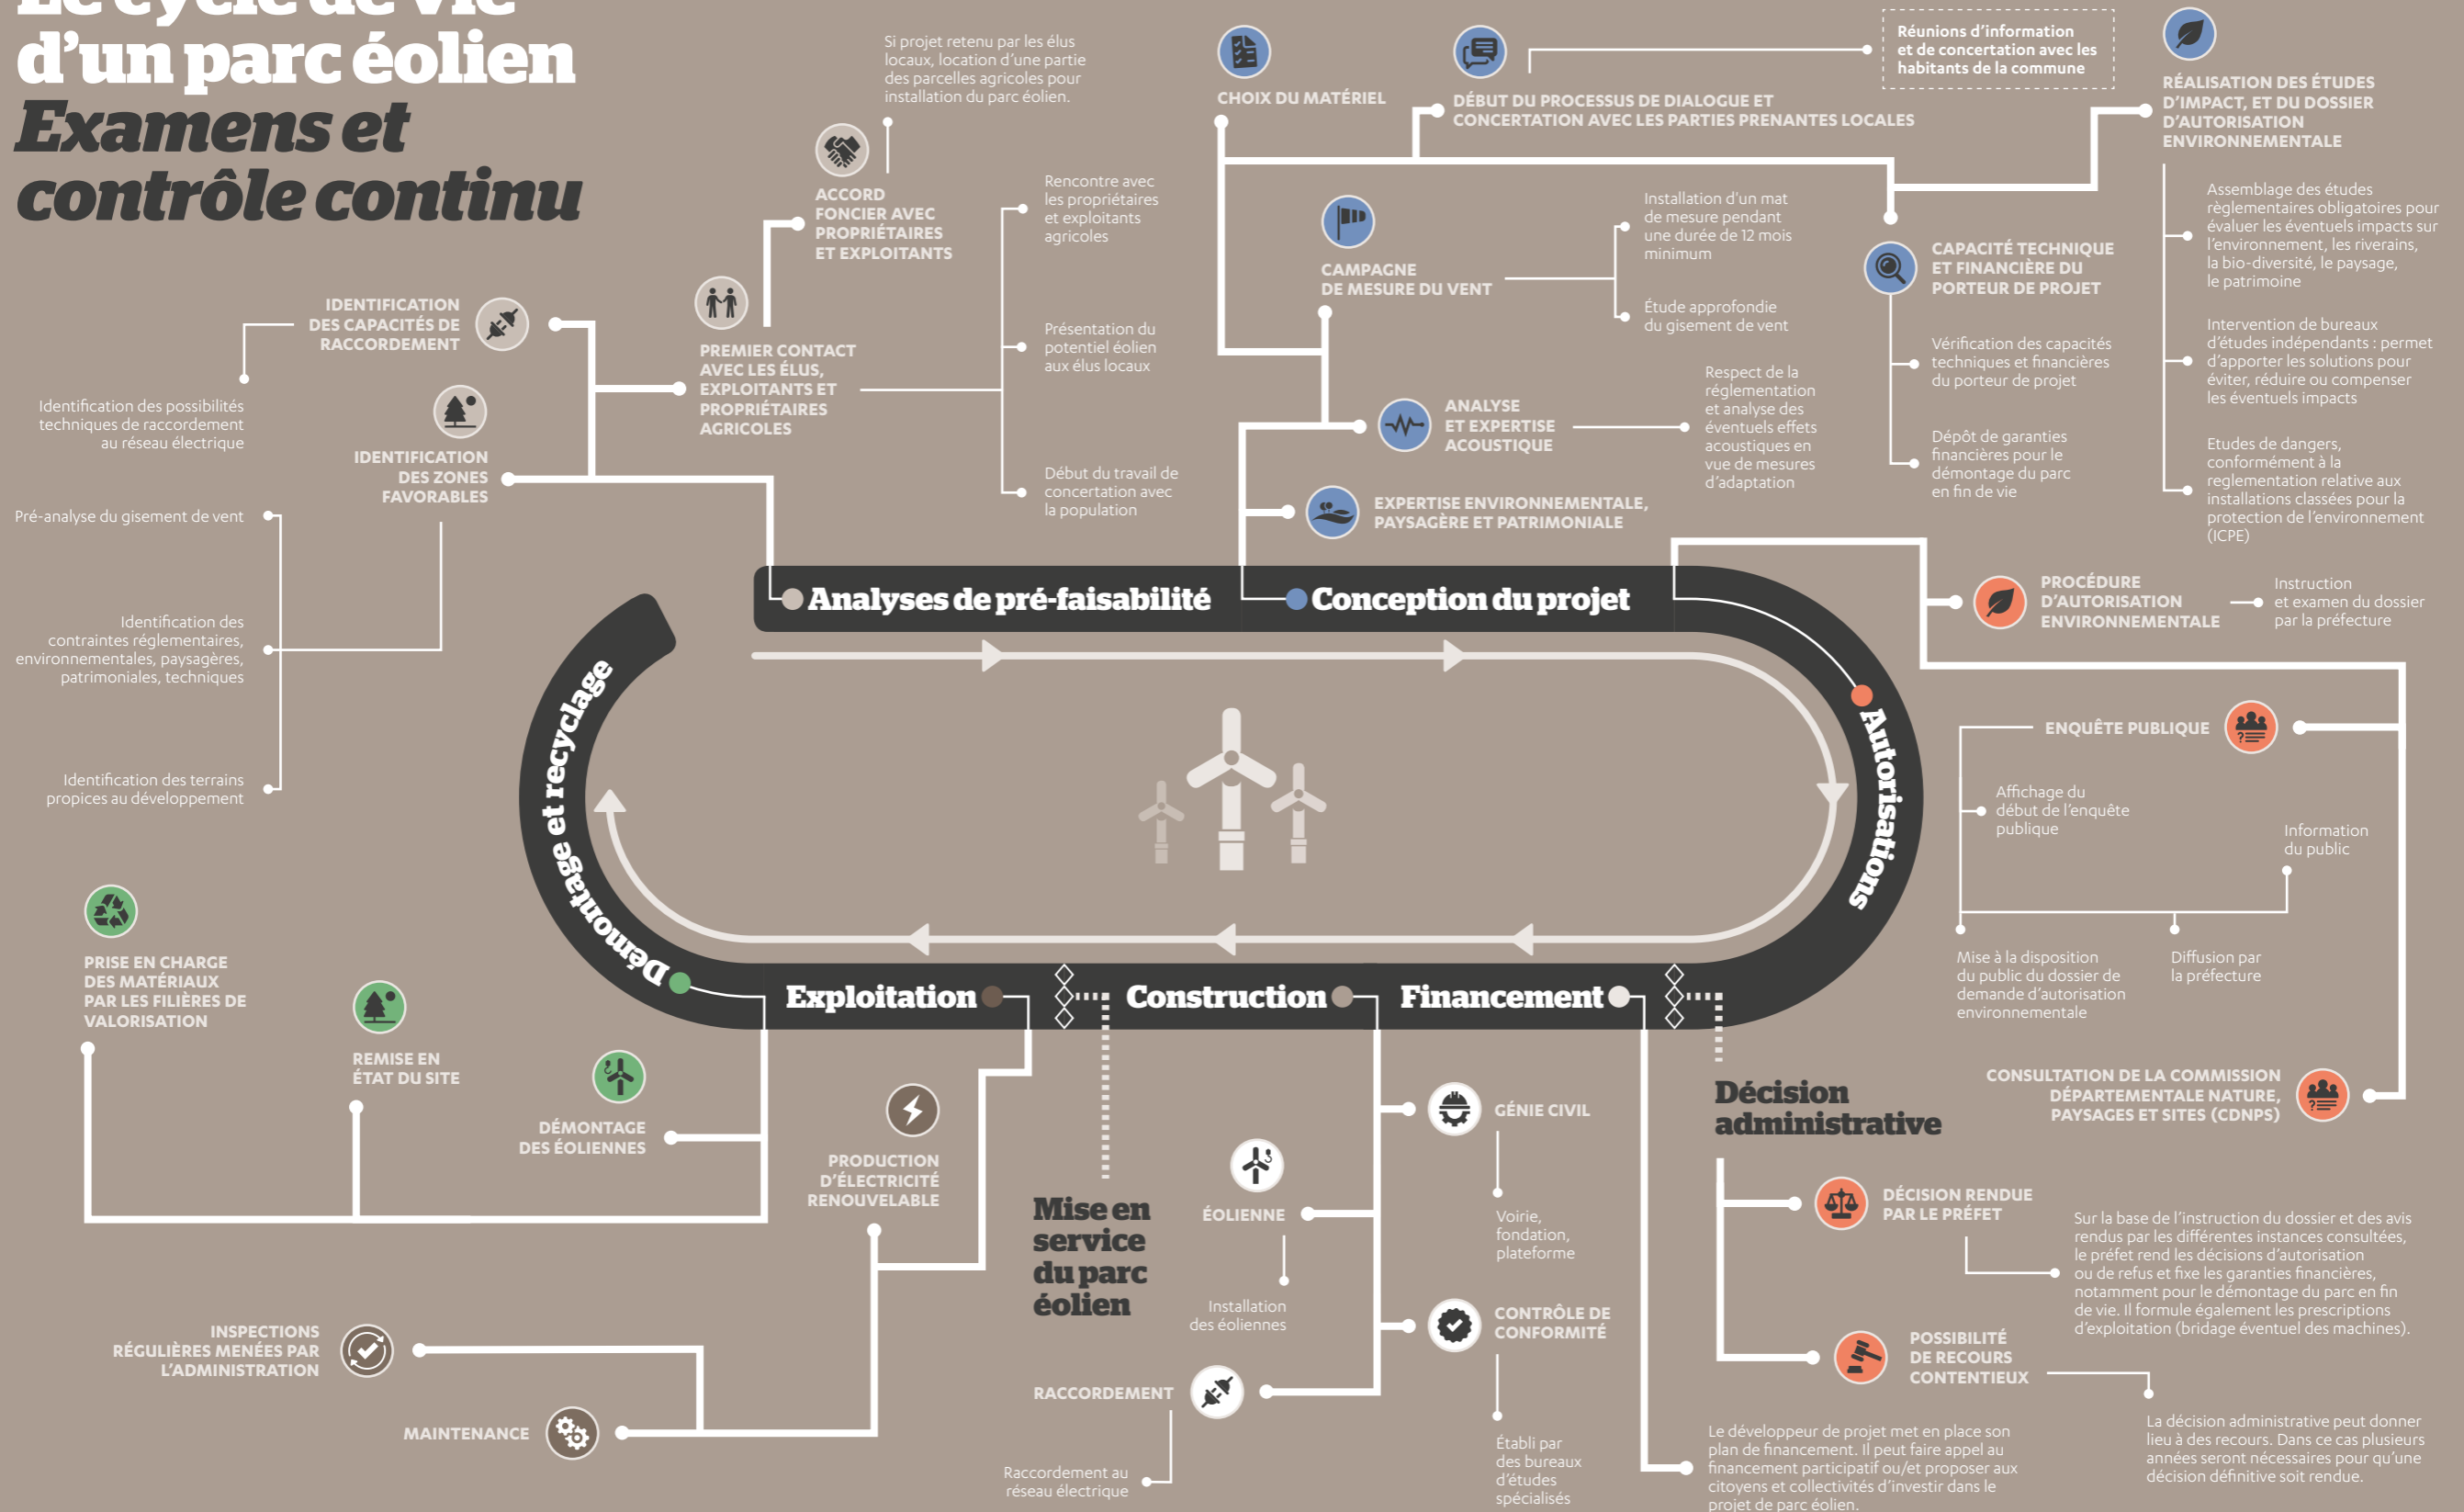 Le cycle de vie
d'un parc éolien
Examens et
contrôle continu
IDENTIFICATION
DES CAPACITÉS DE
RACCORDEMENT
Identification des possibilités
techniques de raccordement
au réseau électrique
IDENTIFICATION
DES ZONES
FAVORABLES
Pré-analyse du gisement de vent
Identification des
contraintes réglementaires,
environnementales, paysagères,
patrimoniales, techniques
Identification des terrains
propices au développement
PREMIER CONTACT
AVEC LES ÉLUS,
EXPLOITANTS ET
PROPRIÉTAIRES
AGRICOLES
Rencontre avec
les propriétaires
et exploitants
agricoles
Présentation du
potentiel éolien
aux élus locaux
Début du travail de
concertation avec
la population
ACCORD
FONCIER AVEC
PROPRIÉTAIRES
ET EXPLOITANTS
Si projet retenu par les élus
locaux, location d'une partie
des parcelles agricoles pour
installation du parc éolien.
CHOIX DU MATÉRIEL
DÉBUT DU PROCESSUS DE DIALOGUE ET
CONCERTATION AVEC LES PARTIES PRENANTES LOCALES
Réunions d'information
et de concertation avec les
habitants de la commune
RÉALISATION DES ÉTUDES
D'IMPACT, ET DU DOSSIER
D'AUTORISATION
ENVIRONNEMENTALE
Assemblage des études
règlementaires obligatoires pour
évaluer les éventuels impacts sur
l'environnement, les riverains,
la bio-diversité, le paysage,
le patrimoine
Intervention de bureaux
d'études indépendants : permet
d'apporter les solutions pour
éviter, réduire ou compenser
les éventuels impacts
Etudes de dangers,
conformément à la
reglementation relative aux
installations classées pour la
protection de l'environnement
(ICPE)
CAMPAGNE
DE MESURE DU VENT
Installation d'un mat
de mesure pendant
une durée de 12 mois
minimum
Étude approfondie
du gisement de vent
CAPACITÉ TECHNIQUE
ET FINANCIÈRE DU
PORTEUR DE PROJET
Vérification des capacités
techniques et financières
du porteur de projet
Dépôt de garanties
financières pour le
démontage du parc
en fin de vie
ANALYSE
ET EXPERTISE
ACOUSTIQUE
Respect de la
réglementation
et analyse des
éventuels effets
acoustiques en
vue de mesures
d'adaptation
EXPERTISE ENVIRONNEMENTALE,
PAYSAGÈRE ET PATRIMONIALE
Analyses de pré-faisabilité
Conception du projet
Autorisations
PROCÉDURE
D'AUTORISATION
ENVIRONNEMENTALE
Instruction
et examen du dossier
par la préfecture
ENQUÊTE PUBLIQUE
Affichage du
début de l'enquête
publique
Information
du public
Mise à la disposition
du public du dossier de
demande d'autorisation
environnementale
Diffusion par
la préfecture
CONSULTATION DE LA COMMISSION
DÉPARTEMENTALE NATURE,
PAYSAGES ET SITES (CDNPS)
Décision
administrative
DÉCISION RENDUE
PAR LE PRÉFET
Sur la base de l'instruction du dossier et des avis
rendus par les différentes instances consultées,
le préfet rend les décisions d'autorisation
ou de refus et fixe les garanties financières,
notamment pour le démontage du parc en fin
de vie. Il formule également les prescriptions
d'exploitation (bridage éventuel des machines).
POSSIBILITÉ
DE RECOURS
CONTENTIEUX
La décision administrative peut donner
lieu à des recours. Dans ce cas plusieurs
années seront nécessaires pour qu'une
décision définitive soit rendue.
Financement
Le développeur de projet met en place son
plan de financement. Il peut faire appel au
financement participatif ou/et proposer aux
citoyens et collectivités d'investir dans le
projet de parc éolien.
Construction
GÉNIE CIVIL
Voirie,
fondation,
plateforme
ÉOLIENNE
Installation
des éoliennes
CONTRÔLE DE
CONFORMITÉ
Établi par
des bureaux
d'études
spécialisés
RACCORDEMENT
Raccordement au
réseau électrique
Mise en
service
du parc
éolien
Exploitation
PRODUCTION
D'ÉLECTRICITÉ
RENOUVELABLE
INSPECTIONS
RÉGULIÈRES MENÉES PAR
L'ADMINISTRATION
MAINTENANCE
Démontage et recyclage
DÉMONTAGE
DES ÉOLIENNES
REMISE EN
ÉTAT DU SITE
PRISE EN CHARGE
DES MATÉRIAUX
PAR LES FILIÈRES DE
VALORISATION